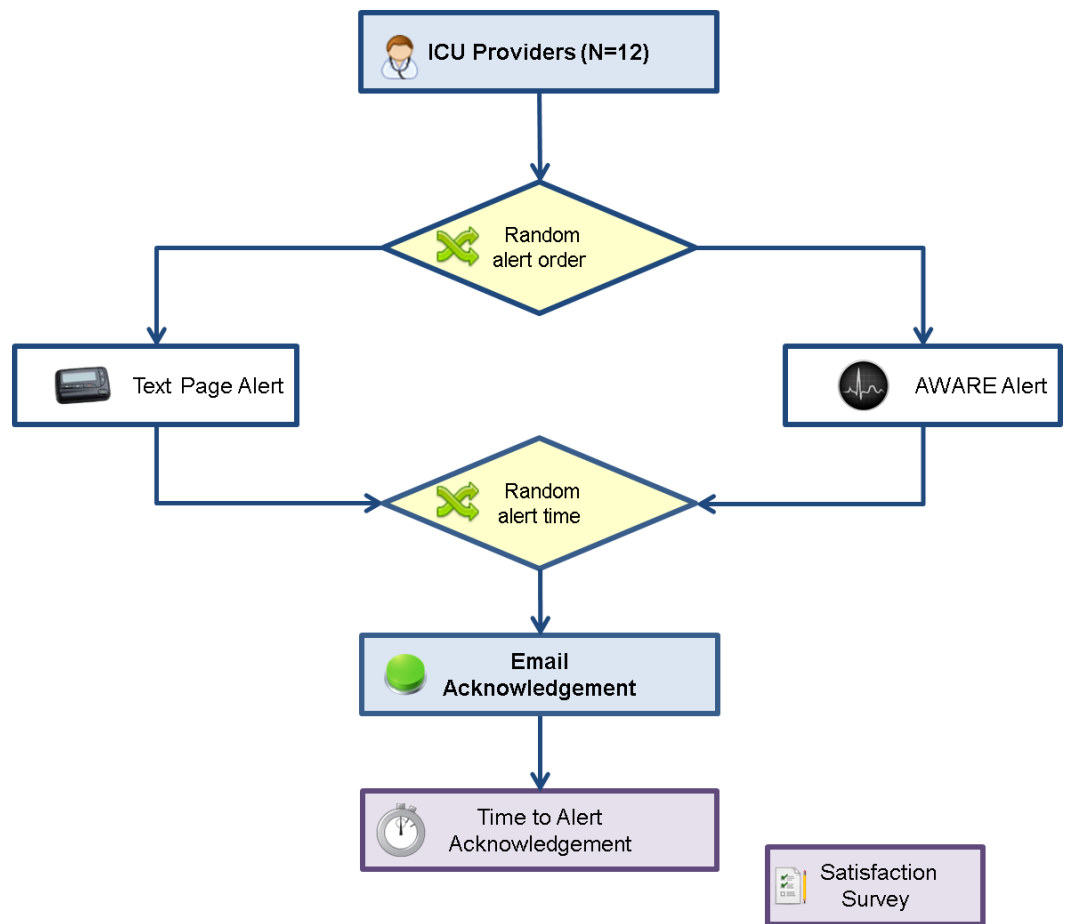 ICU Providers (N=12)
Random
alert order
Text Page Alert
AWARE Alert
Random
alert time
Email
Acknowledgement
Time to Alert
Acknowledgement
Satisfaction
Survey